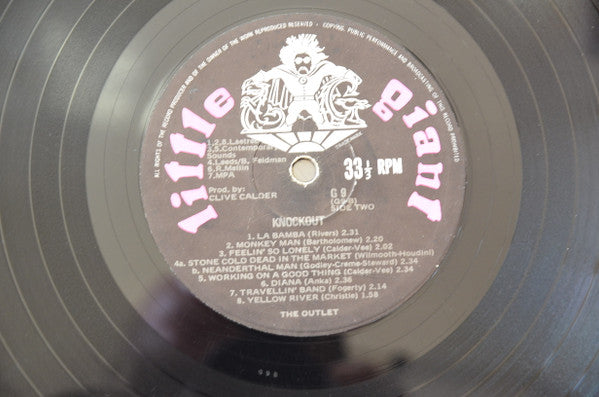 ALL RIGHTS OF THE RECORD PRODUCER AND OF THE OWNER OF THE WORK REPRODUCED RESERVED • COPYING, PUBLIC PERFORMANCE AND BROADCASTING OF THIS RECORD PROHIBITED
little giant
1,2,8. Laetrec
3,5. Contemporary
Sounds
4. Leeds/B. Feldman
6. R. Mellin
7. MPA
Prod. by:
CLIVE CALDER
33⅓ RPM
G 9
(G9-B)
SIDE TWO
KNOCKOUT
1. LA BAMBA (Rivers) 2.31
2. MONKEY MAN (Bartholomew) 2.20
3. FEELIN' SO LONELY (Calder-Vee) 2.02
4a. STONE COLD DEAD IN THE MARKET (Wilmooth-Houdini)
b. NEANDERTHAL MAN (Godley-Creme-Steward) 2.34
5. WORKING ON A GOOD THING (Calder-Vee) 2.34
6. DIANA (Anka) 2.34
7. TRAVELLIN' BAND (Fogerty) 2.14
8. YELLOW RIVER (Christie) 1.58
THE OUTLET
99B